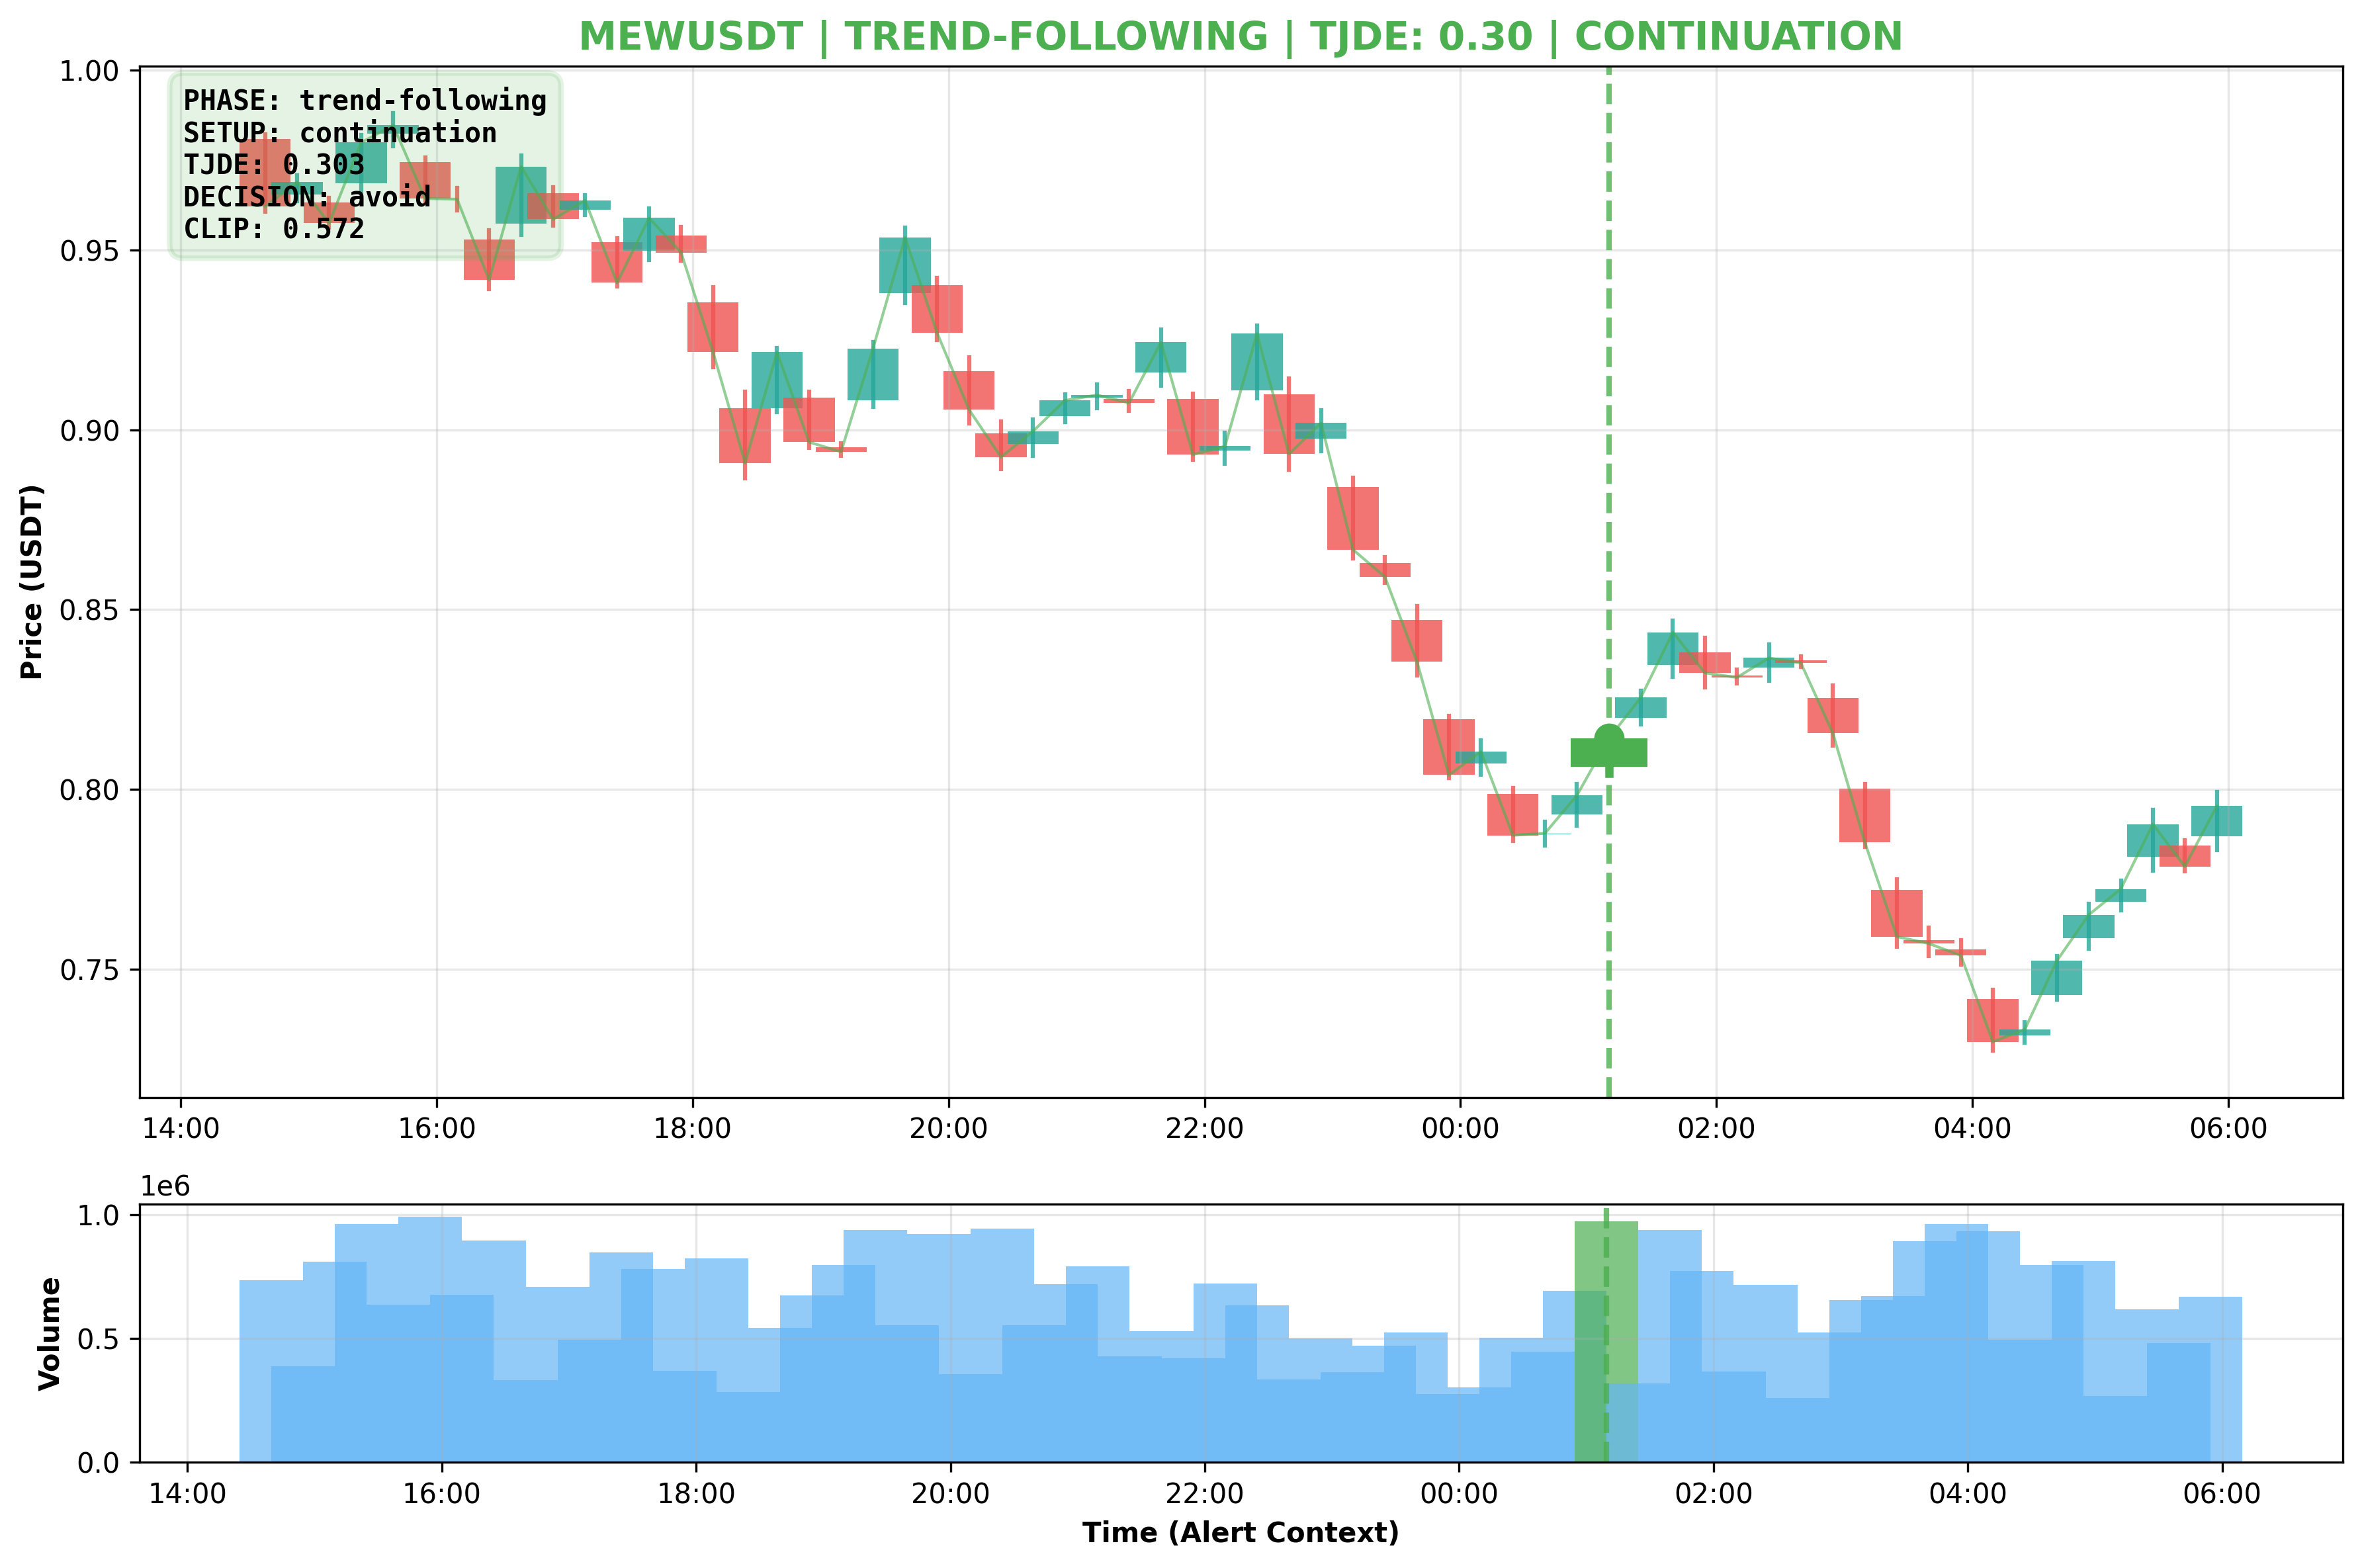 MEWUSDT | TREND-FOLLOWING | TJDE: 0.30 | CONTINUATION
PHASE: trend-following
SETUP: continuation
TJDE: 0.303
DECISION: avoid
CLIP: 0.572
Price (USDT)
1.00
0.95
0.90
0.85
0.80
0.75
14:00 16:00 18:00 20:00 22:00 00:00 02:00 04:00 06:00
1e6
Volume
1.0
0.5
0.0
14:00 16:00 18:00 20:00 22:00 00:00 02:00 04:00 06:00
Time (Alert Context)